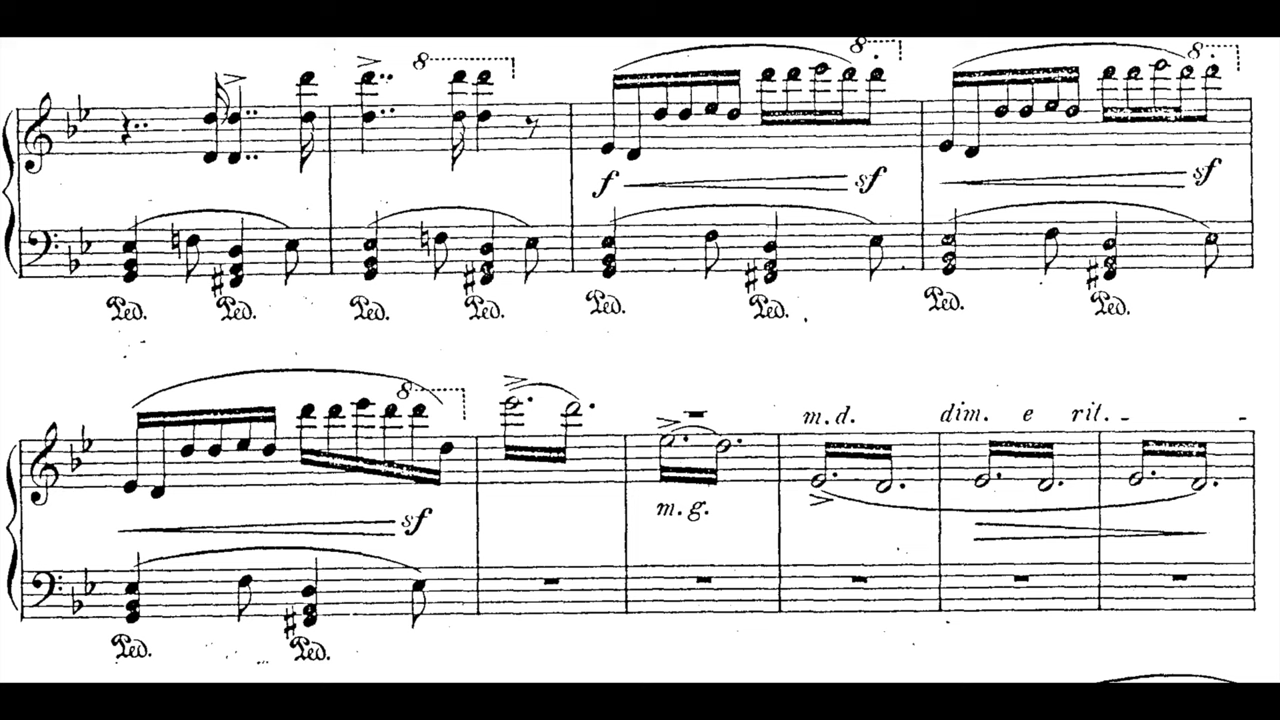 8 8 8
f sf sf
Ped. Ped. Ped. Ped. Ped. Ped. Ped. Ped.
8
m.d. dim. e rit.
m.g.
sf
Ped. Ped.